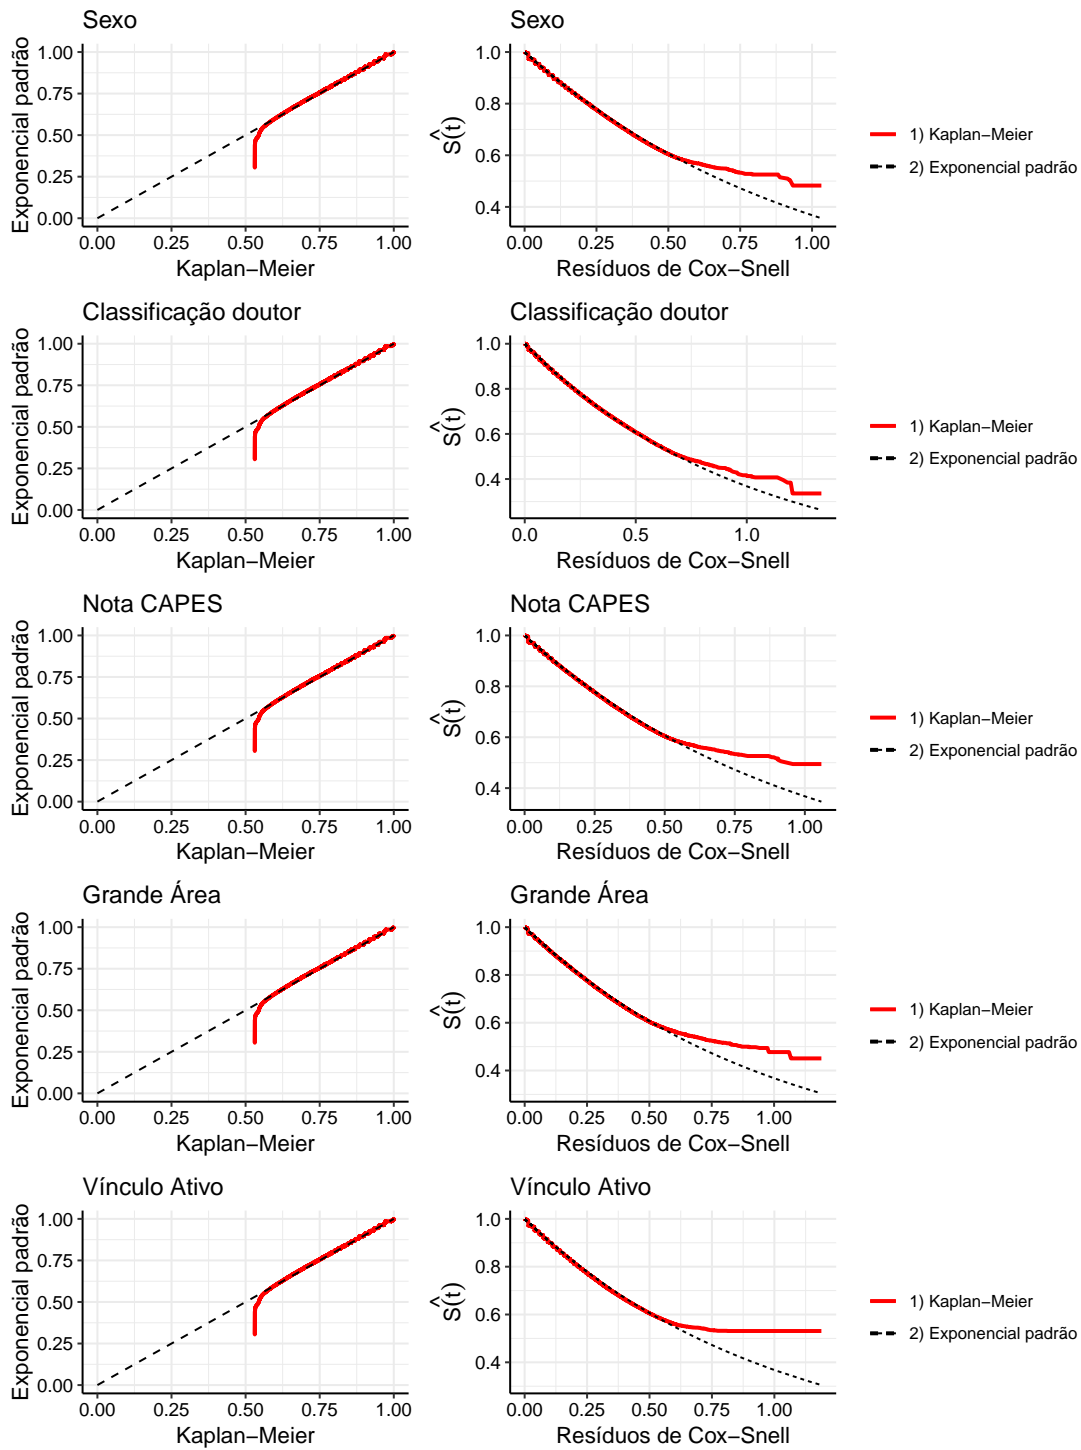 Sexo
Exponencial padrão
1.00
0.75
0.50
0.25
0.00
0.00 0.25 0.50 0.75 1.00
Kaplan−Meier
Sexo
Ŝ(t)
1.0
0.8
0.6
0.4
0.00 0.25 0.50 0.75 1.00
Resíduos de Cox−Snell
1) Kaplan−Meier
2) Exponencial padrão
Classificação doutor
Exponencial padrão
1.00
0.75
0.50
0.25
0.00
0.00 0.25 0.50 0.75 1.00
Kaplan−Meier
Classificação doutor
Ŝ(t)
1.0
0.8
0.6
0.4
0.0 0.5 1.0
Resíduos de Cox−Snell
1) Kaplan−Meier
2) Exponencial padrão
Nota CAPES
Exponencial padrão
1.00
0.75
0.50
0.25
0.00
0.00 0.25 0.50 0.75 1.00
Kaplan−Meier
Nota CAPES
Ŝ(t)
1.0
0.8
0.6
0.4
0.00 0.25 0.50 0.75 1.00
Resíduos de Cox−Snell
1) Kaplan−Meier
2) Exponencial padrão
Grande Área
Exponencial padrão
1.00
0.75
0.50
0.25
0.00
0.00 0.25 0.50 0.75 1.00
Kaplan−Meier
Grande Área
Ŝ(t)
1.0
0.8
0.6
0.4
0.00 0.25 0.50 0.75 1.00
Resíduos de Cox−Snell
1) Kaplan−Meier
2) Exponencial padrão
Vínculo Ativo
Exponencial padrão
1.00
0.75
0.50
0.25
0.00
0.00 0.25 0.50 0.75 1.00
Kaplan−Meier
Vínculo Ativo
Ŝ(t)
1.0
0.8
0.6
0.4
0.00 0.25 0.50 0.75 1.00
Resíduos de Cox−Snell
1) Kaplan−Meier
2) Exponencial padrão